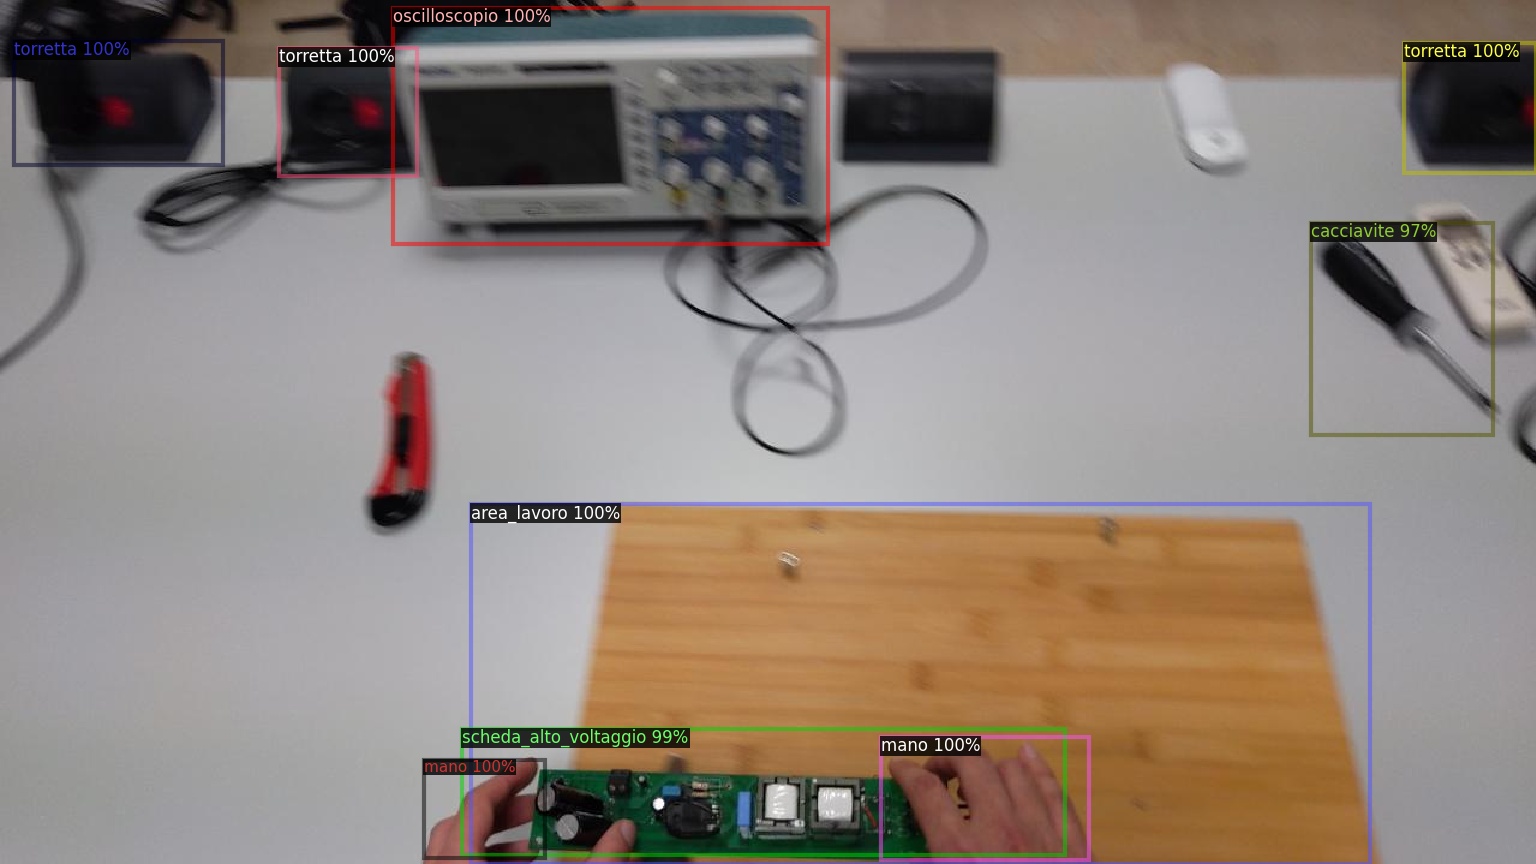 oscilloscopio 100%
torretta 100%
torretta 100%
torretta 100%
cacciavite 97%
area_lavoro 100%
scheda_alto_voltaggio 99%
mano 100%
mano 100%